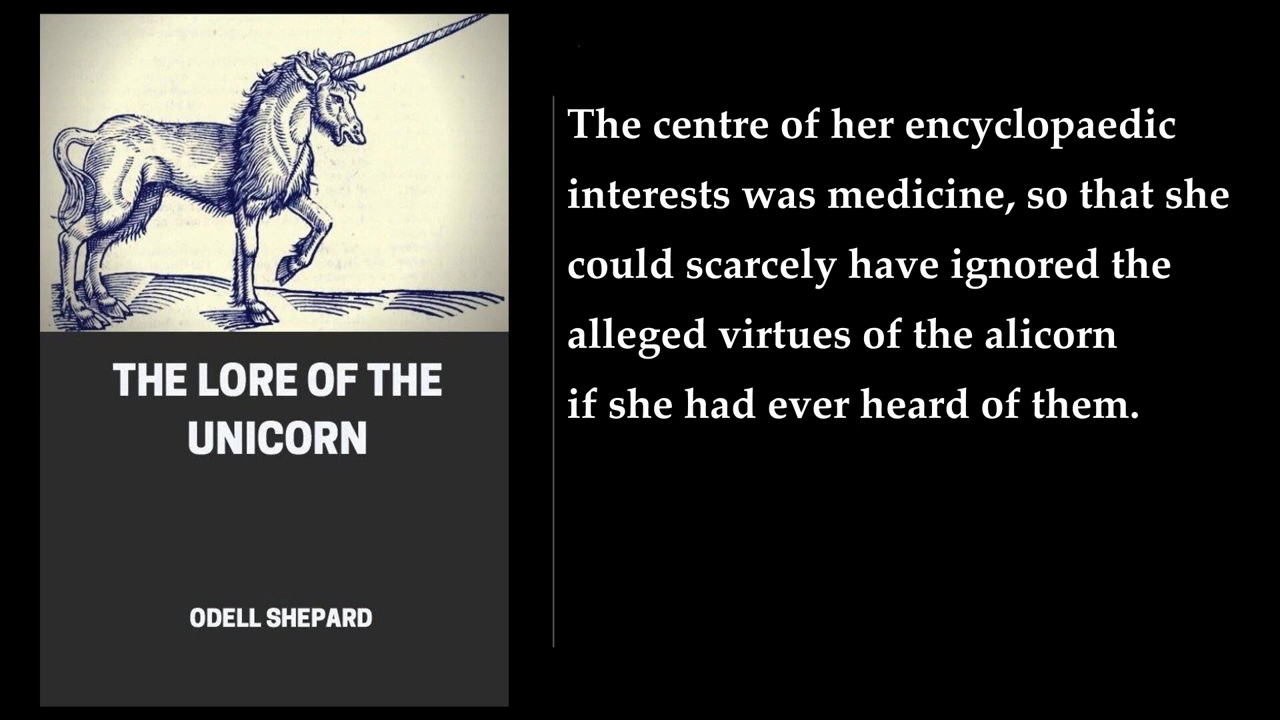 THE LORE OF THE
UNICORN
ODELL SHEPARD
The centre of her encyclopaedic
interests was medicine, so that she
could scarcely have ignored the
alleged virtues of the alicorn
if she had ever heard of them.